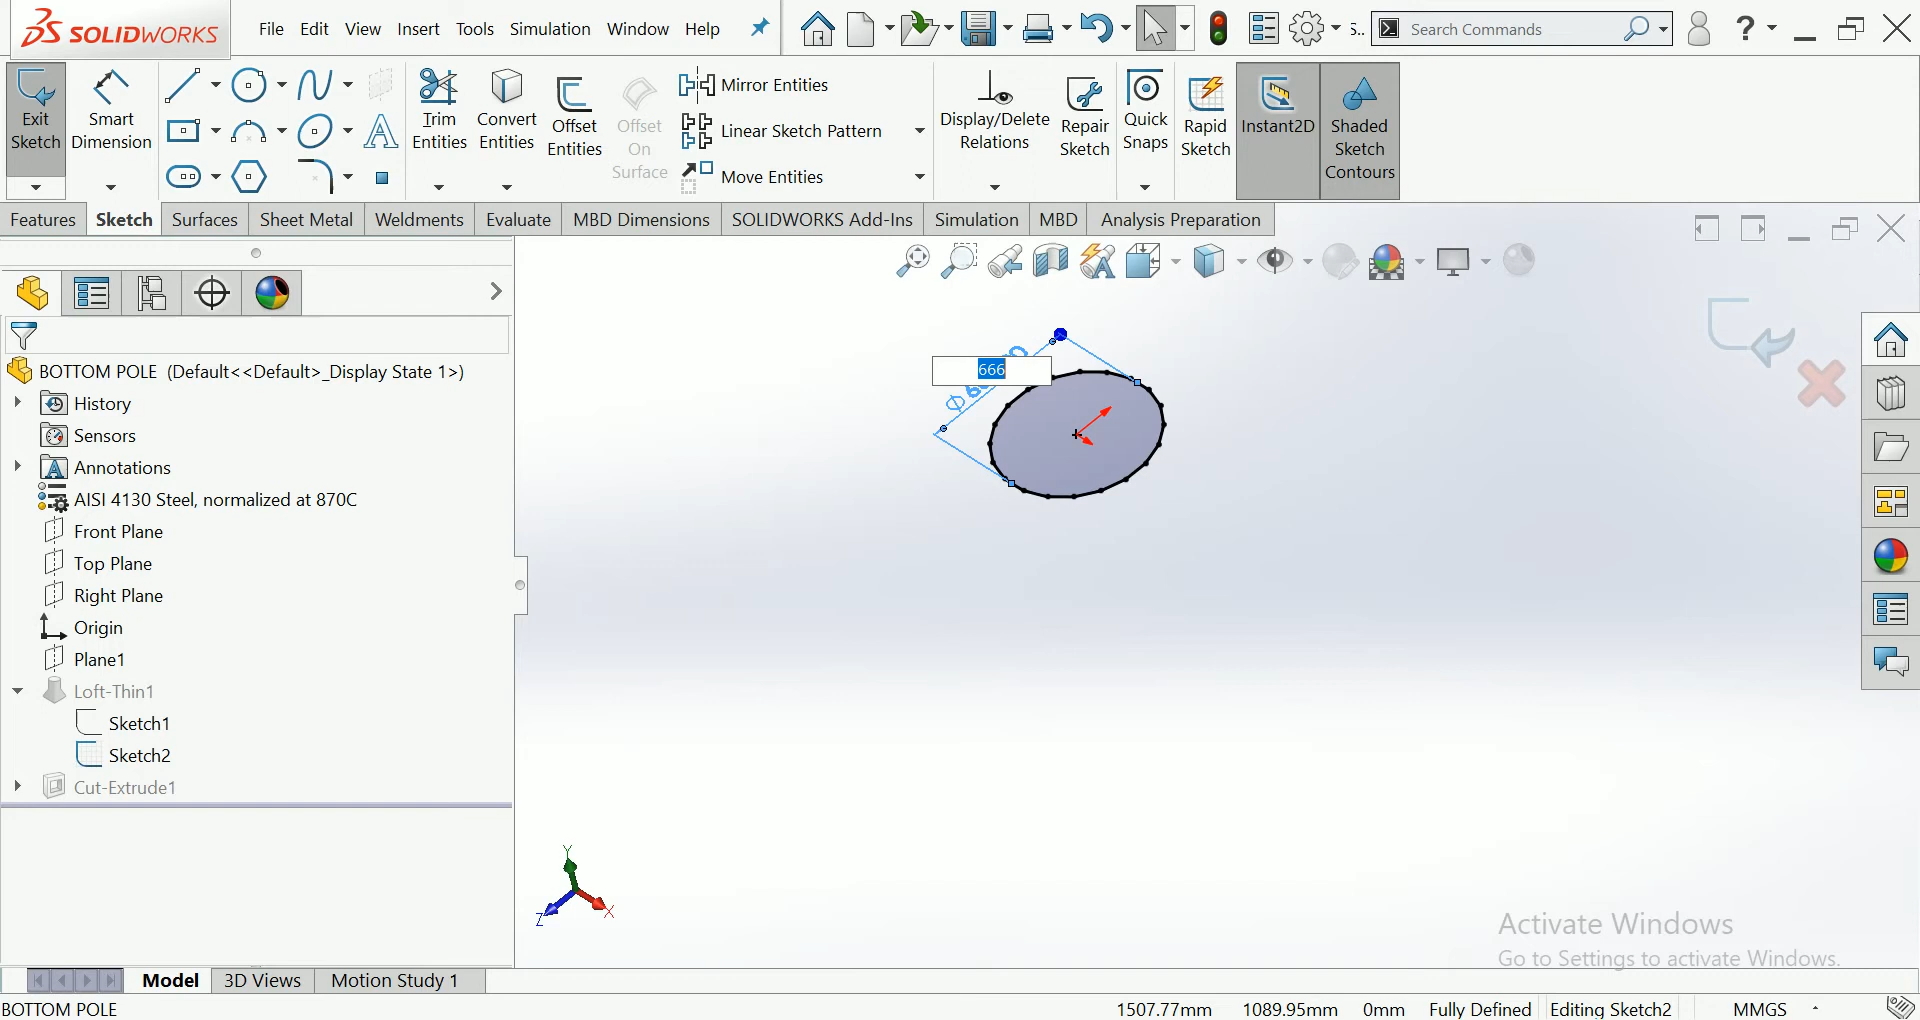 SOLIDWORKS File Edit View Insert Tools Simulation Window Help S.. Search Commands ?
Exit Sketch
Smart Dimension
Trim Entities
Convert Entities
Offset Entities
Offset On Surface
Mirror Entities
Linear Sketch Pattern
Move Entities
Display/Delete Relations
Repair Sketch
Quick Snaps
Rapid Sketch
Instant2D
Shaded Sketch Contours
Features Sketch Surfaces Sheet Metal Weldments Evaluate MBD Dimensions SOLIDWORKS Add-Ins Simulation MBD Analysis Preparation
BOTTOM POLE (Default<<Default>_Display State 1>)
History
Sensors
Annotations
AISI 4130 Steel, normalized at 870C
Front Plane
Top Plane
Right Plane
Origin
Plane1
Loft-Thin1
Sketch1
Sketch2
Cut-Extrude1
666
Y
Z
X
Activate Windows
Go to Settings to activate Windows.
Model 3D Views Motion Study 1
BOTTOM POLE 1507.77mm 1089.95mm 0mm Fully Defined Editing Sketch2 MMGS